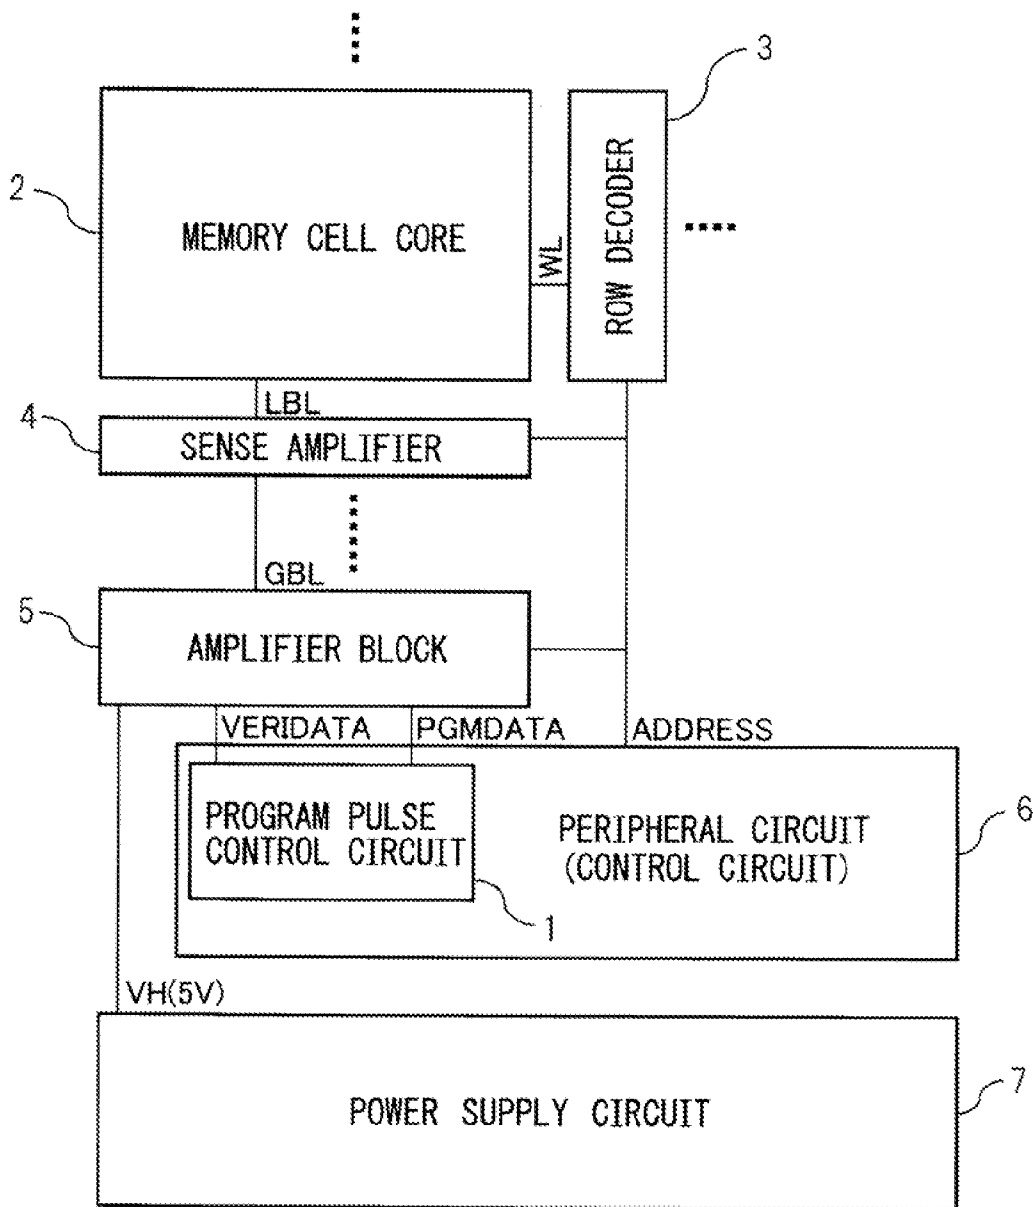 3
2
MEMORY CELL CORE
WL
ROW DECODER
LBL
4
SENSE AMPLIFIER
GBL
5
AMPLIFIER BLOCK
VERIDATA
PGMDATA
ADDRESS
PROGRAM PULSE
CONTROL CIRCUIT
PERIPHERAL CIRCUIT
(CONTROL CIRCUIT)
6
1
VH(5V)
POWER SUPPLY CIRCUIT
7